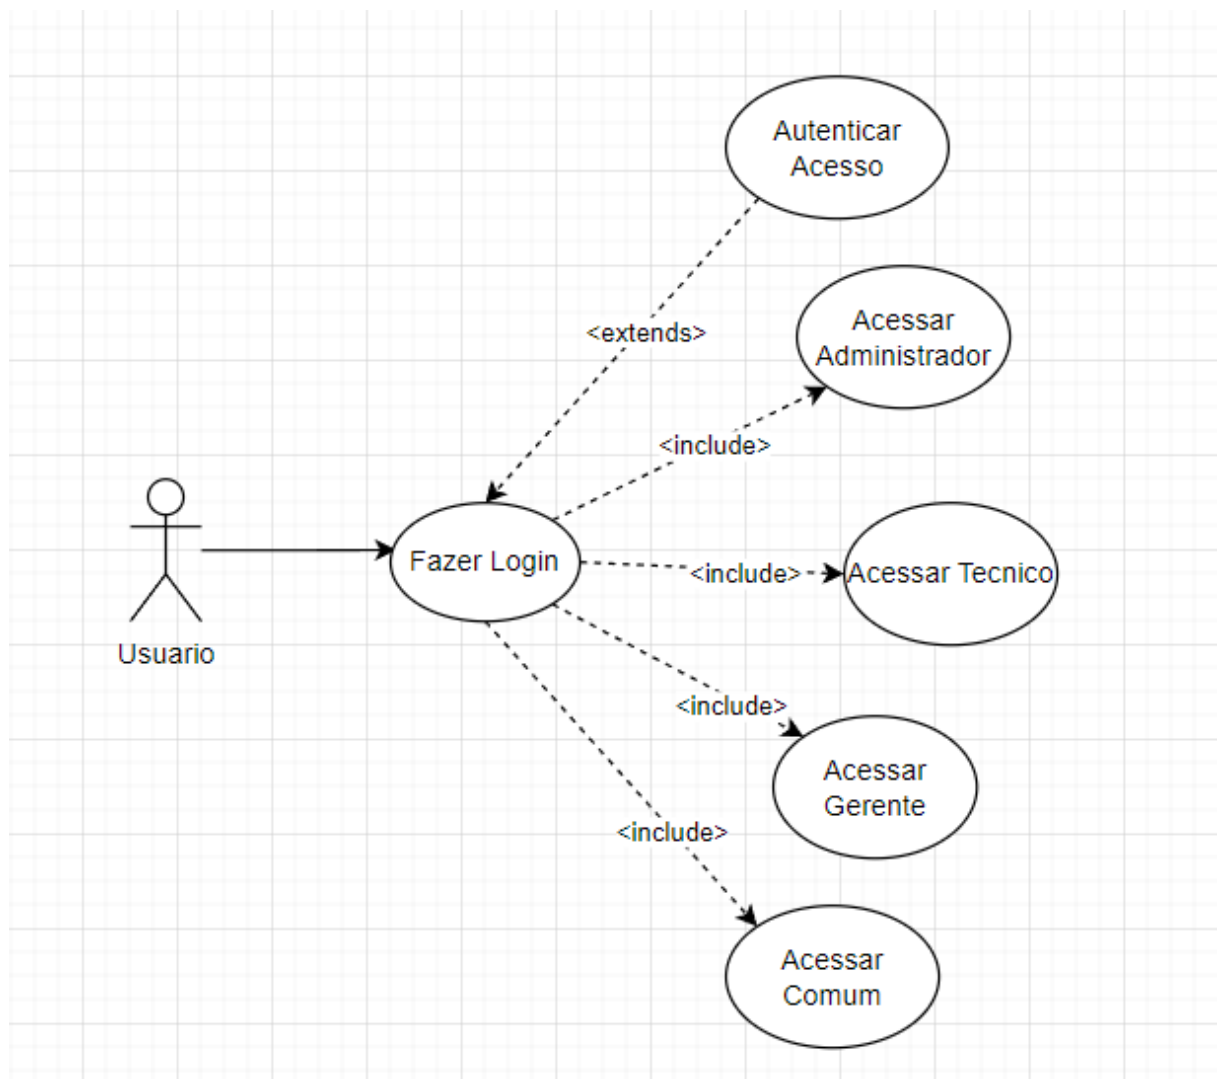 Autenticar
Acesso
<extends>
Acessar
Administrador
<include>
Fazer Login
<include>
Acessar Tecnico
Usuario
<include>
Acessar
Gerente
<include>
Acessar
Comum